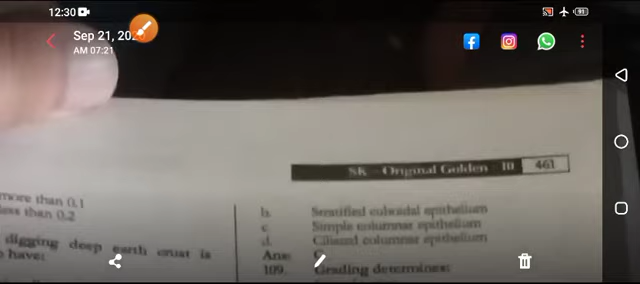 12:30
91
Sep 21, 202
AM 07:21
SK - Original Golden - 10 461
more than 0.1
less than 0.2
digging deep earth crust is
have:
b. Stratified cuboidal epithelium
c Simple columnar epithelium
d. Ciliated columnar epithelium
Ans: C
109. Grading determines: